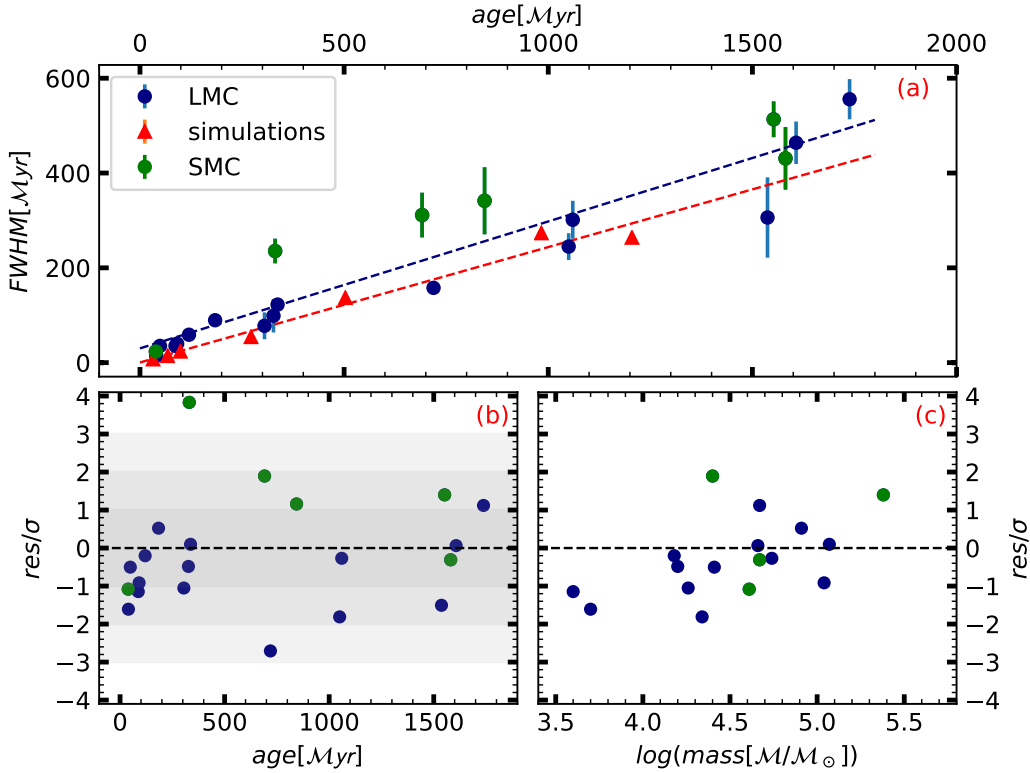 age[ℳyr]
0 500 1000 1500 2000
(a)
LMC
simulations
SMC
FWHM[ℳyr]
600
400
200
0
(b)
res/σ
4
3
2
1
0
−1
−2
−3
−4
0 500 1000 1500
age[ℳyr]
(c)
4
3
2
1
0
−1
−2
−3
−4
res/σ
3.5 4.0 4.5 5.0 5.5
log(mass[ℳ/ℳ⊙])